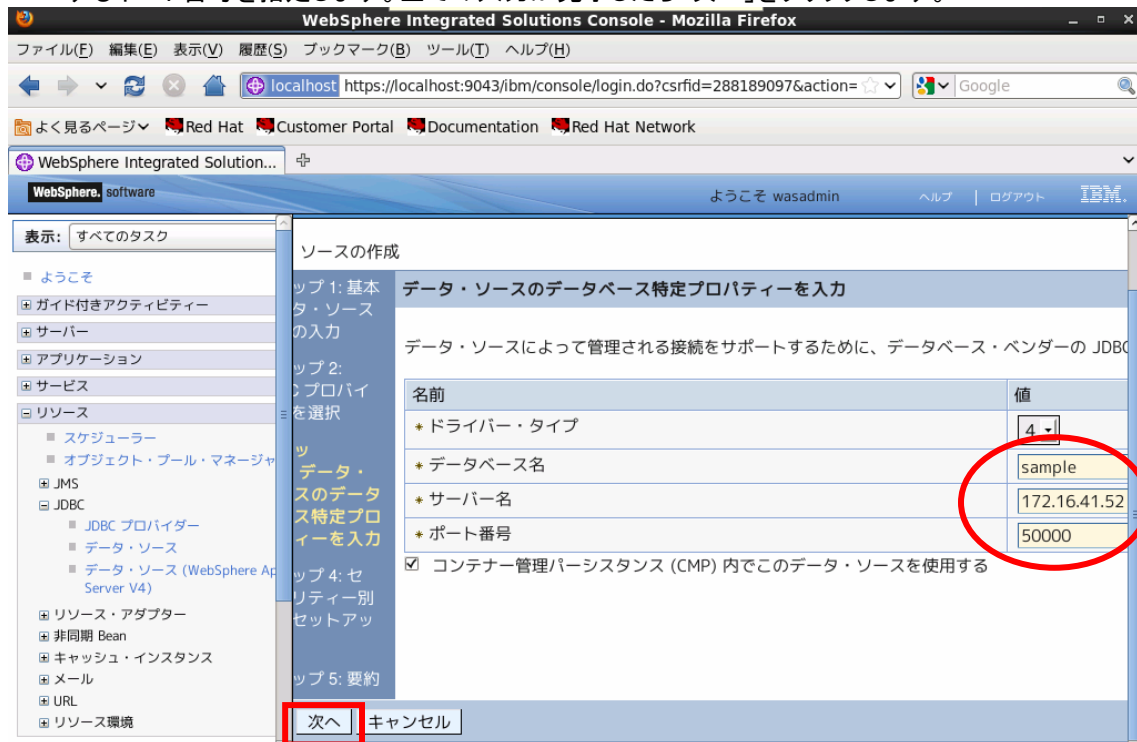 WebSphere Integrated Solutions Console - Mozilla Firefox
ファイル(F) 編集(E) 表示(V) 履歴(S) ブックマーク(B) ツール(T) ヘルプ(H)
localhost https://localhost:9043/ibm/console/login.do?csrfid=288189097&action= Google
よく見るページ Red Hat Customer Portal Documentation Red Hat Network
WebSphere Integrated Solution...
WebSphere. software ようこそ wasadmin ヘルプ | ログアウト IBM.
表示: すべてのタスク
ようこそ
ガイド付きアクティビティー
サーバー
アプリケーション
サービス
リソース
スケジューラー
オブジェクト・プール・マネージャ
JMS
JDBC
JDBC プロバイダー
データ・ソース
データ・ソース (WebSphere Ap
Server V4)
リソース・アダプター
非同期 Bean
キャッシュ・インスタンス
メール
URL
リソース環境
ソースの作成
ップ 1: 基本
タ・ソース
の入力
ップ 2:
プロバイ
を選択
ッ
データ・
スのデータ
ス特定プロ
ィーを入力
ップ 4: セ
リティー別
セットアッ
ップ 5: 要約
データ・ソースのデータベース特定プロパティーを入力
データ・ソースによって管理される接続をサポートするために、データベース・ベンダーの JDBC
名前 値
* ドライバー・タイプ 4
* データベース名 sample
* サーバー名 172.16.41.52
* ポート番号 50000
コンテナー管理パーシスタンス (CMP) 内でこのデータ・ソースを使用する
次へ キャンセル